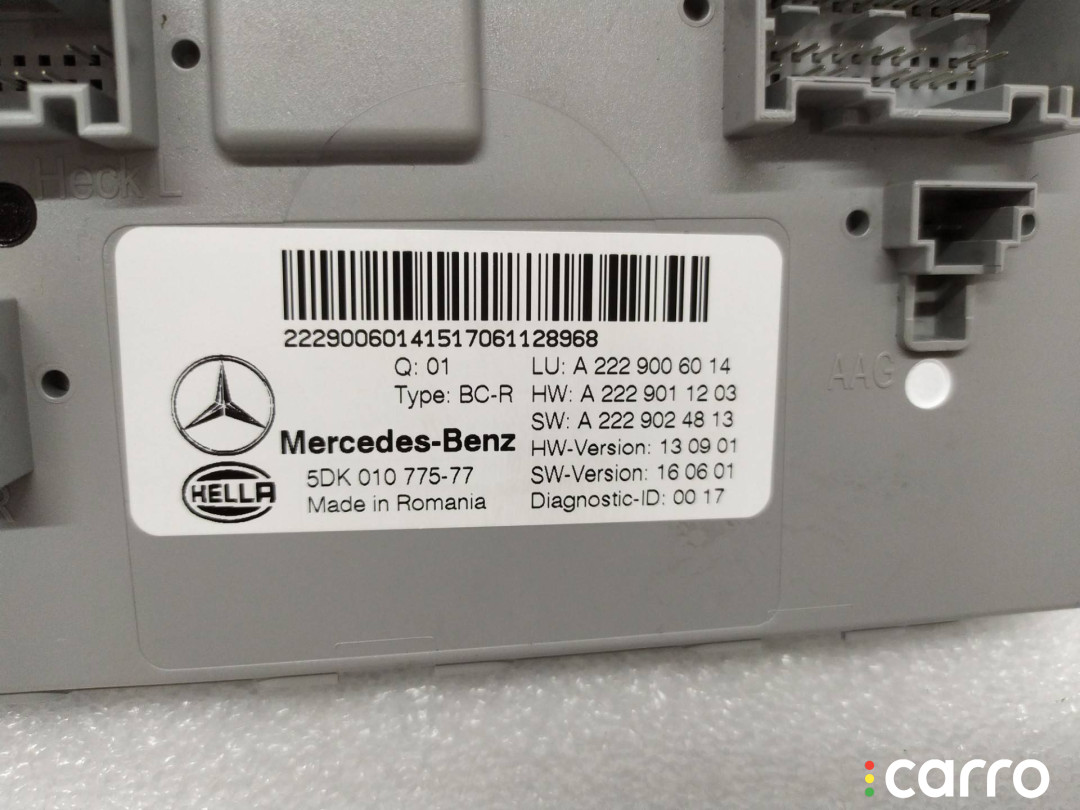 Heck L
22290060141517061128968
Q: 01
LU: A 222 900 60 14
Type: BC-R
HW: A 222 901 12 03
SW: A 222 902 48 13
Mercedes-Benz
HW-Version: 13 09 01
5DK 010 775-77
SW-Version: 16 06 01
HELLA
Made in Romania
Diagnostic-ID: 00 17
AAG
carro